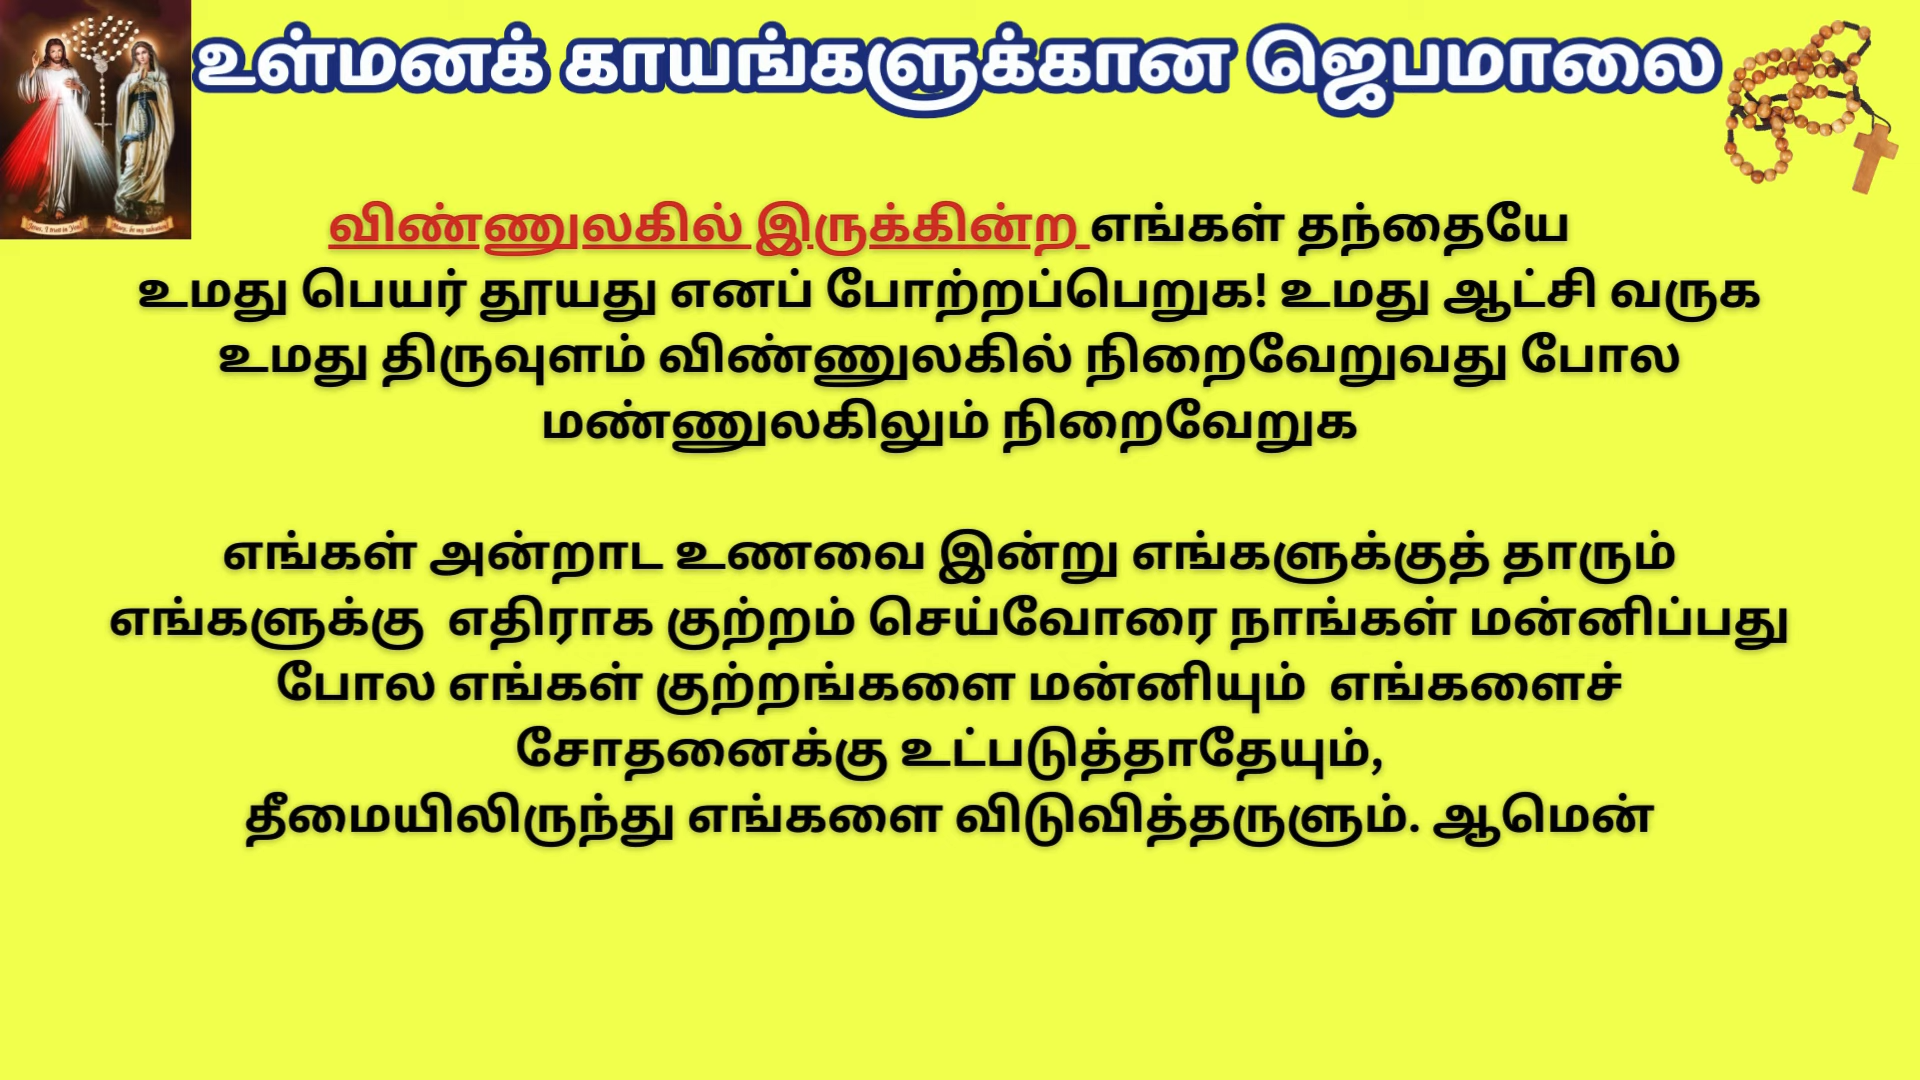 உள்மனக் காயங்களுக்கான ஜெபமாலை
விண்ணுலகில் இருக்கின்ற எங்கள் தந்தையே
உமது பெயர் தூயது எனப் போற்றப்பெறுக! உமது ஆட்சி வருக
உமது திருவுளம் விண்ணுலகில் நிறைவேறுவது போல
மண்ணுலகிலும் நிறைவேறுக
எங்கள் அன்றாட உணவை இன்று எங்களுக்குத் தாரும்
எங்களுக்கு எதிராக குற்றம் செய்வோரை நாங்கள் மன்னிப்பது
போல எங்கள் குற்றங்களை மன்னியும் எங்களைச்
சோதனைக்கு உட்படுத்தாதேயும்,
தீமையிலிருந்து எங்களை விடுவித்தருளும். ஆமென்